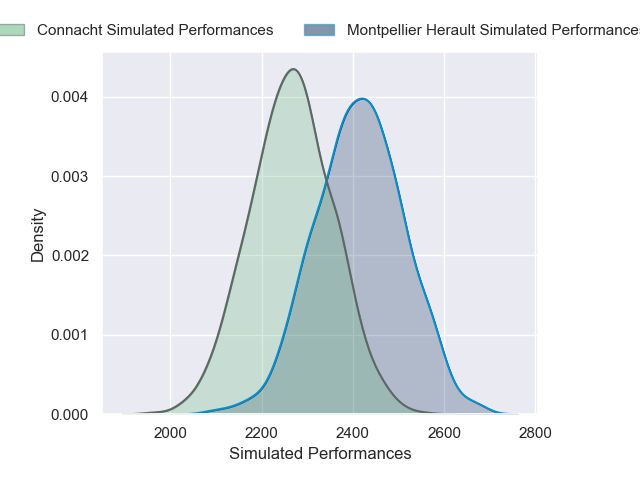 Connacht Simulated Performances
Montpellier Herault Simulated Performances
0.004
0.003
0.002
0.001
0.000
Density
2000
2200
2400
2600
2800
Simulated Performances